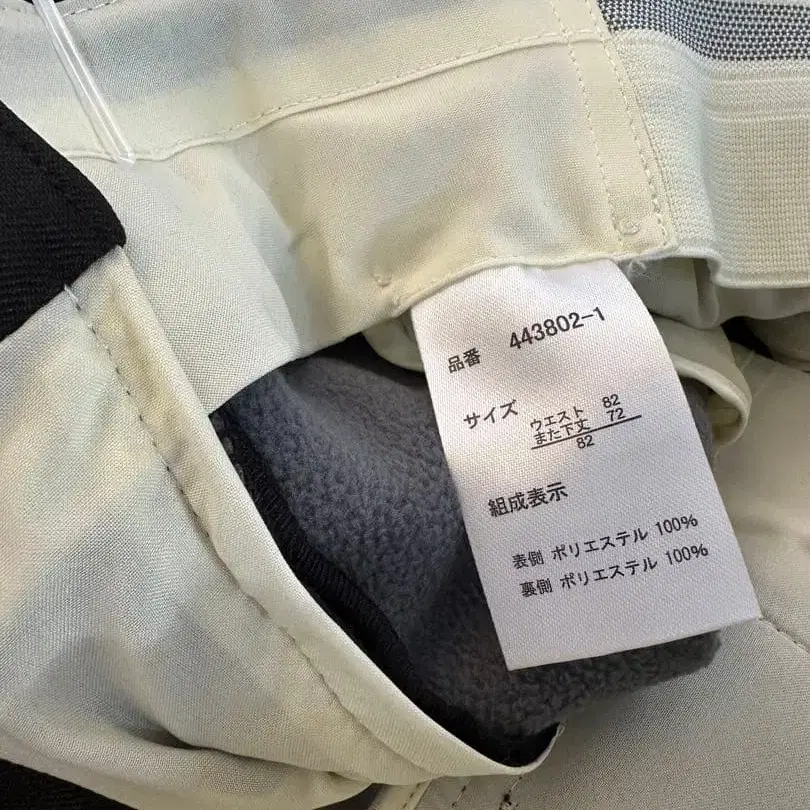 品番 443802-1
サイズ ウエスト 82
また下丈 72
82
組成表示
表側 ポリエステル 100%
裏側 ポリエステル 100%